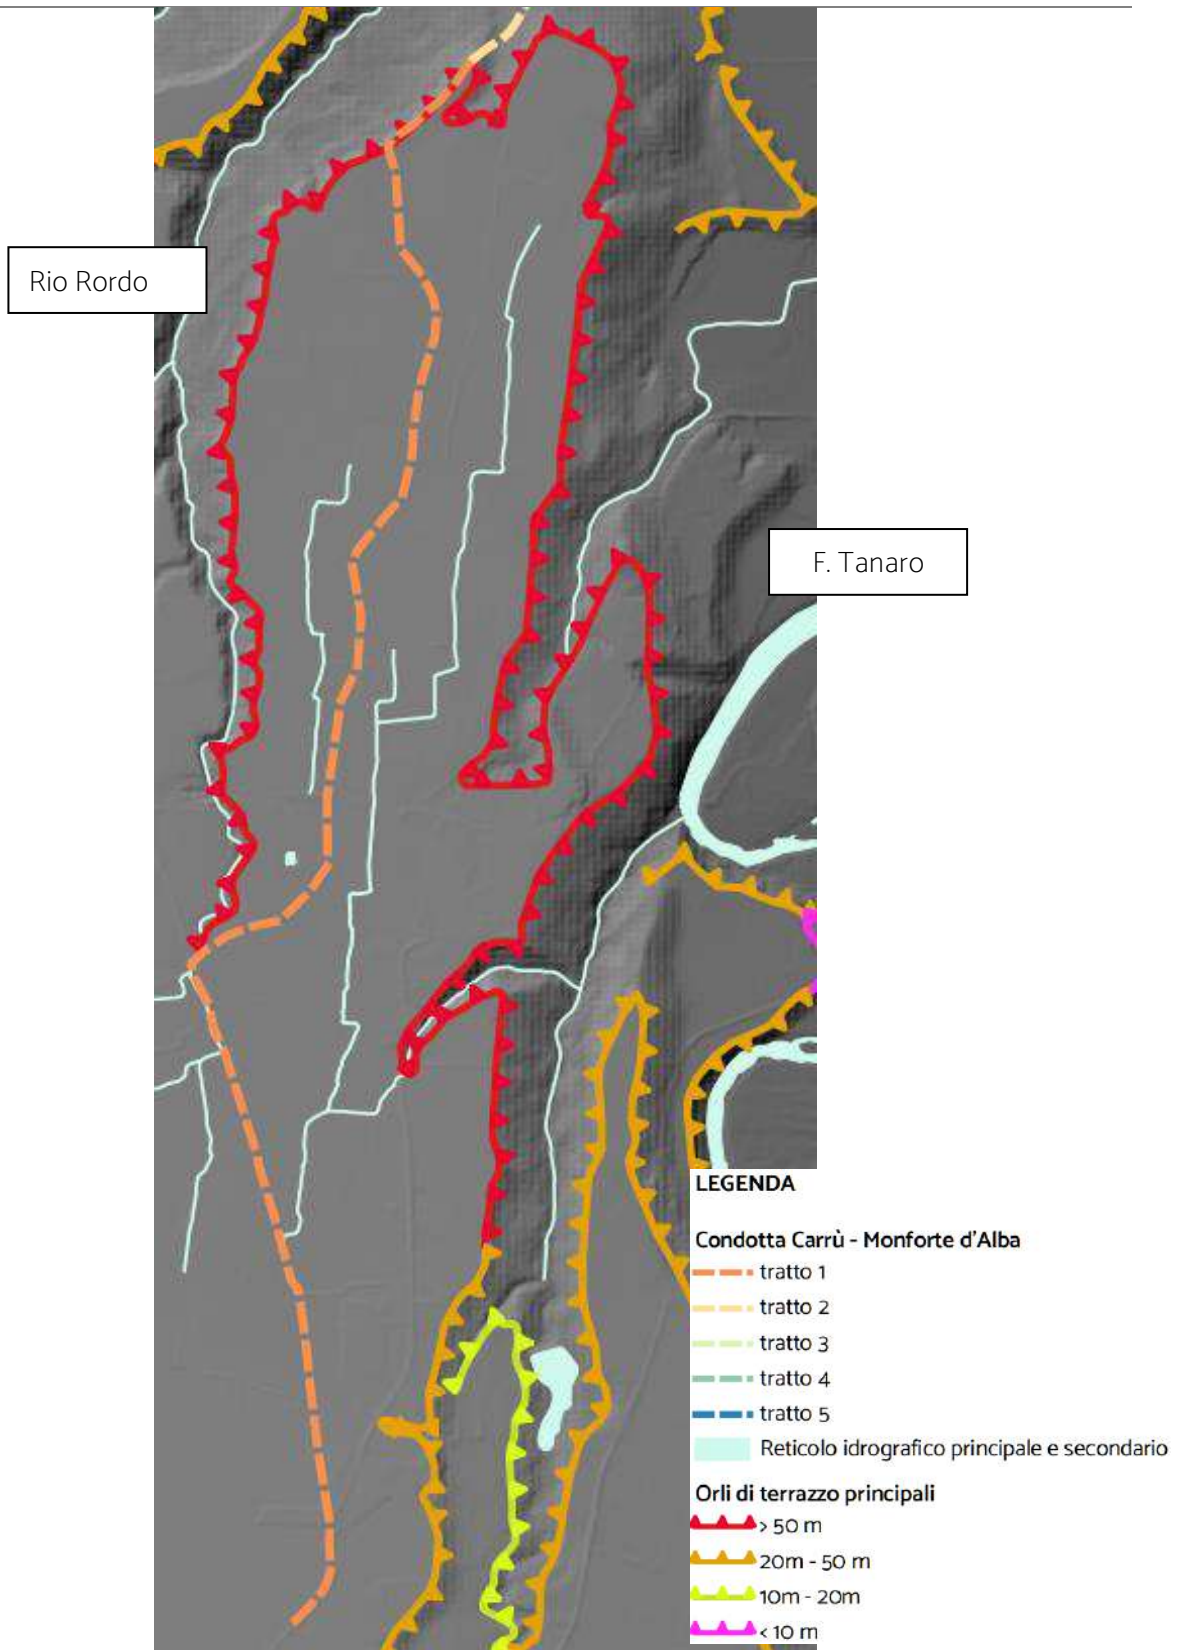 Rio Rordo
F. Tanaro
LEGENDA
Condotta Carrù - Monforte d'Alba
tratto 1
tratto 2
tratto 3
tratto 4
tratto 5
Reticolo idrografico principale e secondario
Orli di terrazzo principali
> 50 m
20m - 50 m
10m - 20m
< 10 m